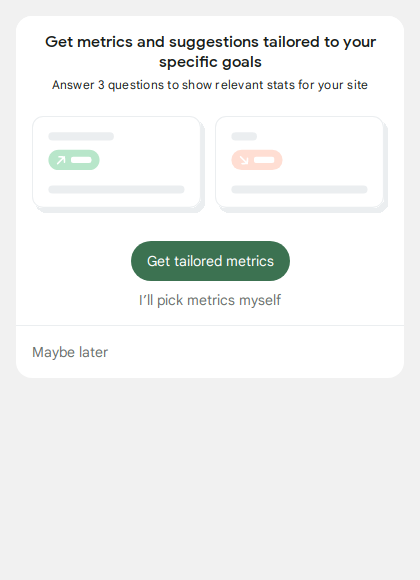 Get metrics and suggestions tailored to your
specific goals
Answer 3 questions to show relevant stats for your site
Get tailored metrics
I’ll pick metrics myself
Maybe later